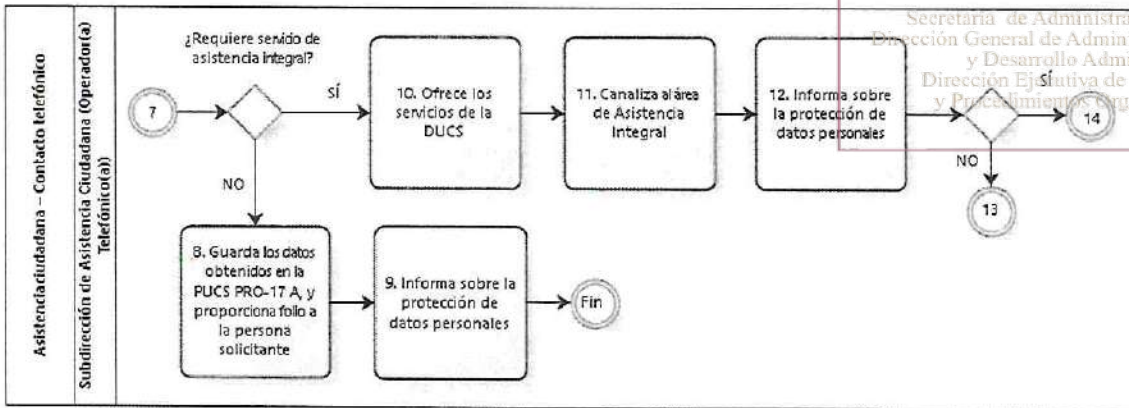 Asistenciaciudadana – Contacto telefónico
Subdirección de Asistencia Ciudadana (Operador(a)
Telefónico(a))
Secretaría de Administra
Dirección General de Admin
y Desarrollo Admi
Dirección Ejecutiva de
y Procedimientos Org
7
¿Requiere servicio de
asistencia integral?
SÍ
10. Ofrece los
servicios de la
DUCS
11. Canaliza al área
de Asistencia
Integral
12. Informa sobre
la protección de
datos personales
SÍ
14
NO
13
NO
8. Guarda los datos
obtenidos en la
PUCS PRO-17 A, y
proporciona folio a
la persona
solicitante
9. Informa sobre la
protección de
datos personales
Fin